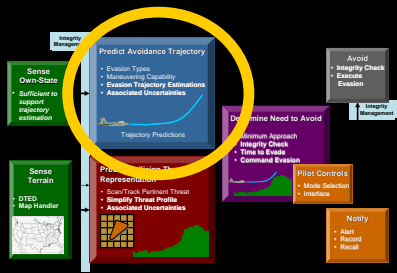 Integrity
Management
Predict Avoidance Trajectory
• Evasion Types
• Maneuvering Capability
• Evasion Trajectory Estimations
• Associated Uncertainties
Trajectory Predictions
Sense
Own-State
• Sufficient to
support
trajectory
estimation
Avoid
• Integrity Check
• Execute
Evasion
Integrity
Management
Determine Need to Avoid
• Minimum Approach
• Integrity Check
• Time to Evade
• Command Evasion
Sense
Terrain
• DTED
• Map Handler
Representation
• Scan/Track Pertinent Threat
• Simplify Threat Profile
• Associated Uncertainties
Pilot Controls
• Mode Selection
• Interface
Notify
• Alert
• Record
• Recall